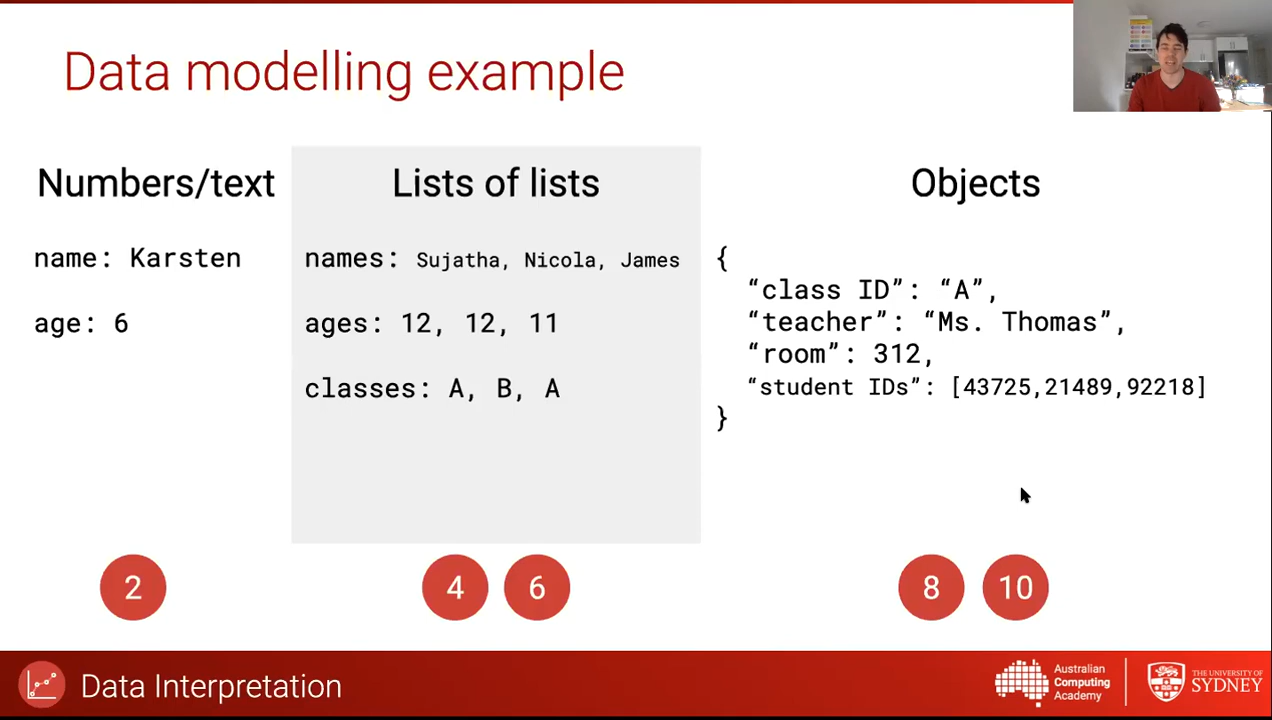 Data modelling example
Numbers/text
name: Karsten
age: 6
Lists of lists
names: Sujatha, Nicola, James
ages: 12, 12, 11
classes: A, B, A
Objects
{
“class ID”: “A”,
“teacher”: “Ms. Thomas”,
“room”: 312,
“student IDs”: [43725,21489,92218]
}
2
4
6
8
10
Data Interpretation
Australian
Computing
Academy
THE UNIVERSITY OF
SYDNEY